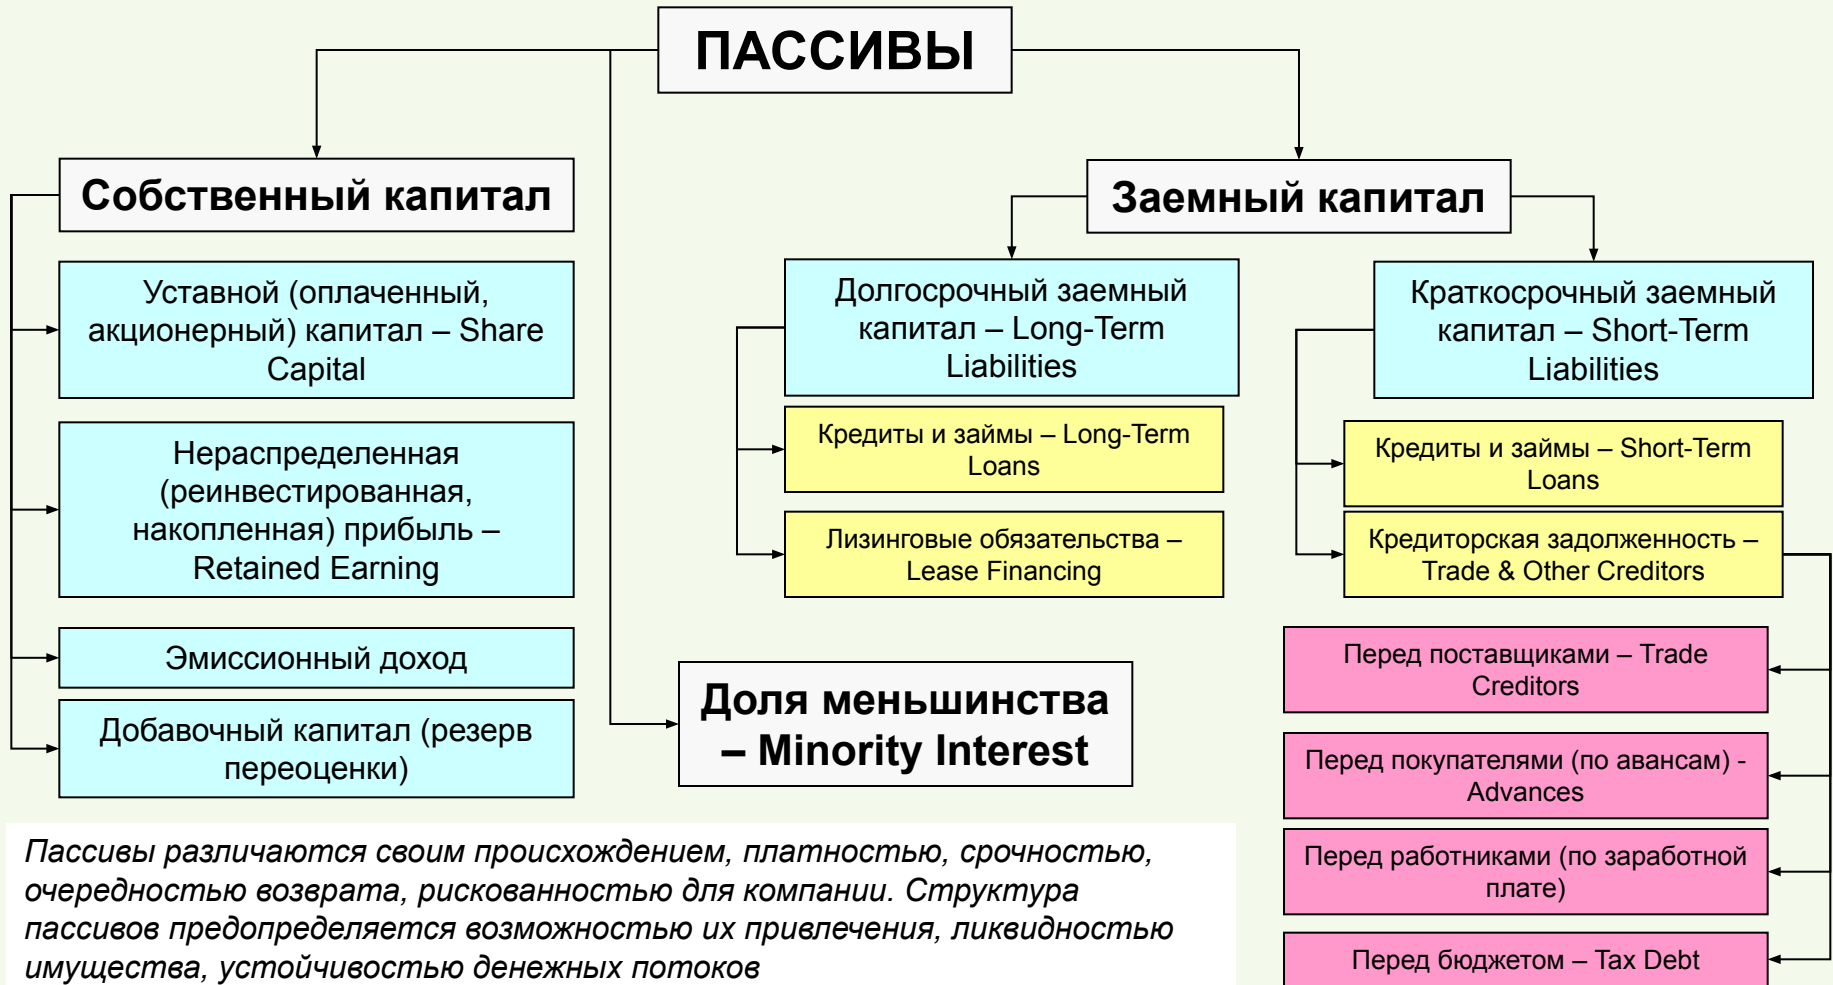 ПАССИВЫ
Собственный капитал
Уставной (оплаченный,
акционерный) капитал – Share
Capital
Нераспределенная
(реинвестированная,
накопленная) прибыль –
Retained Earning
Эмиссионный доход
Добавочный капитал (резерв
переоценки)
Доля меньшинства
– Minority Interest
Заемный капитал
Долгосрочный заемный
капитал – Long-Term
Liabilities
Кредиты и займы – Long-Term
Loans
Лизинговые обязательства –
Lease Financing
Краткосрочный заемный
капитал – Short-Term
Liabilities
Кредиты и займы – Short-Term
Loans
Кредиторская задолженность –
Trade & Other Creditors
Перед поставщиками – Trade
Creditors
Перед покупателями (по авансам) -
Advances
Перед работниками (по заработной
плате)
Перед бюджетом – Tax Debt
Пассивы различаются своим происхождением, платностью, срочностью,
очередностью возврата, рискованностью для компании. Структура
пассивов предопределяется возможностью их привлечения, ликвидностью
имущества, устойчивостью денежных потоков